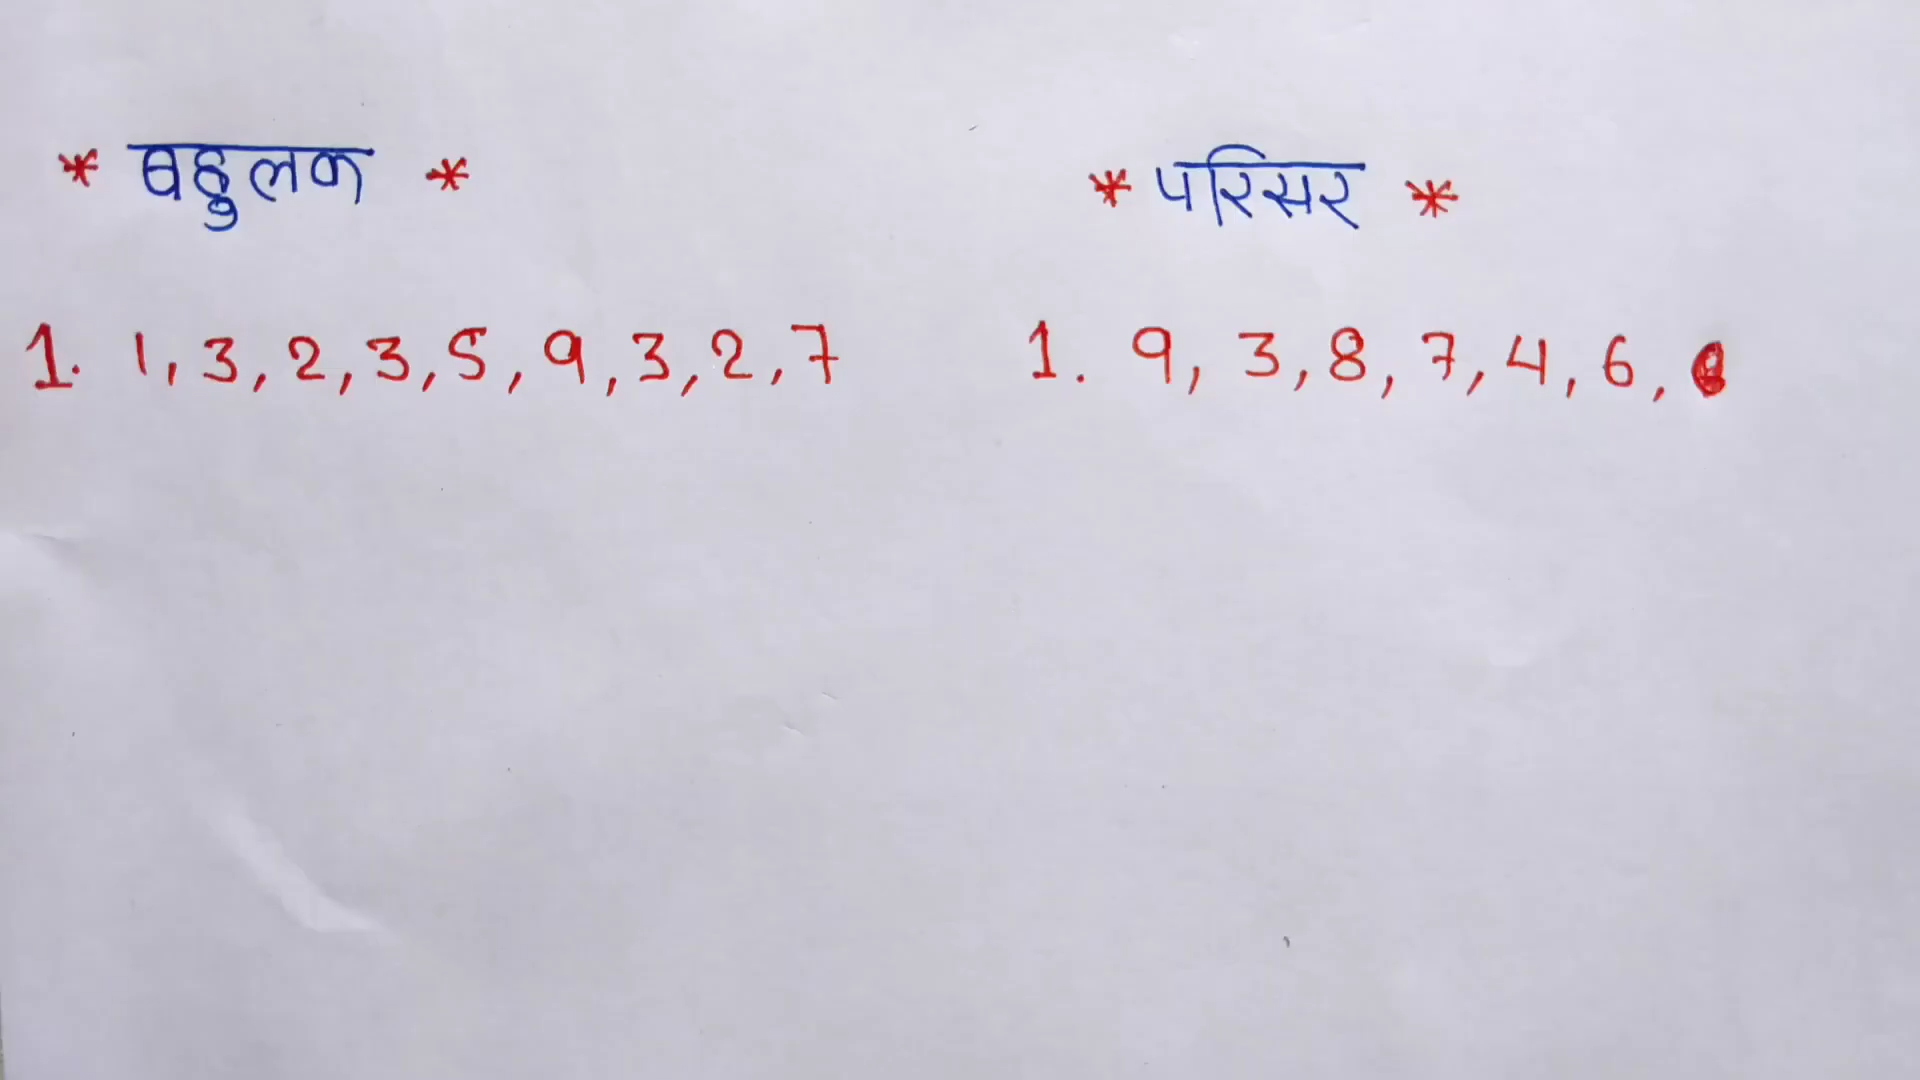 * बहुलक *
* परिसर *
1. 1, 3, 2, 3, 5, 9, 3, 2, 7
1. 9, 3, 8, 7, 4, 6,